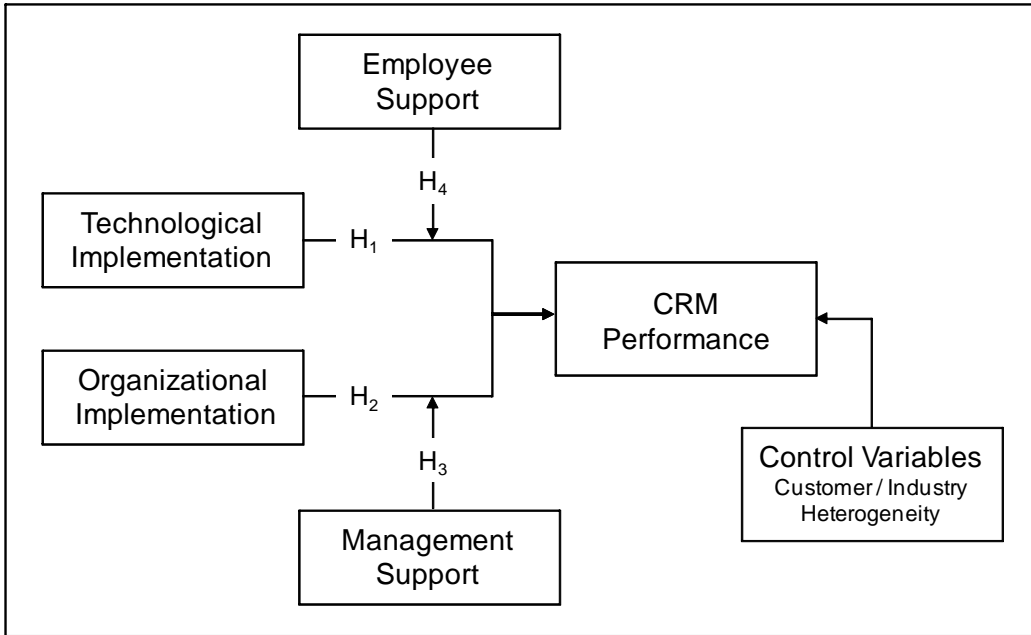 Employee
Support
H₄
Technological
Implementation
H₁
CRM
Performance
Organizational
Implementation
H₂
H₃
Control Variables
Customer / Industry
Heterogeneity
Management
Support